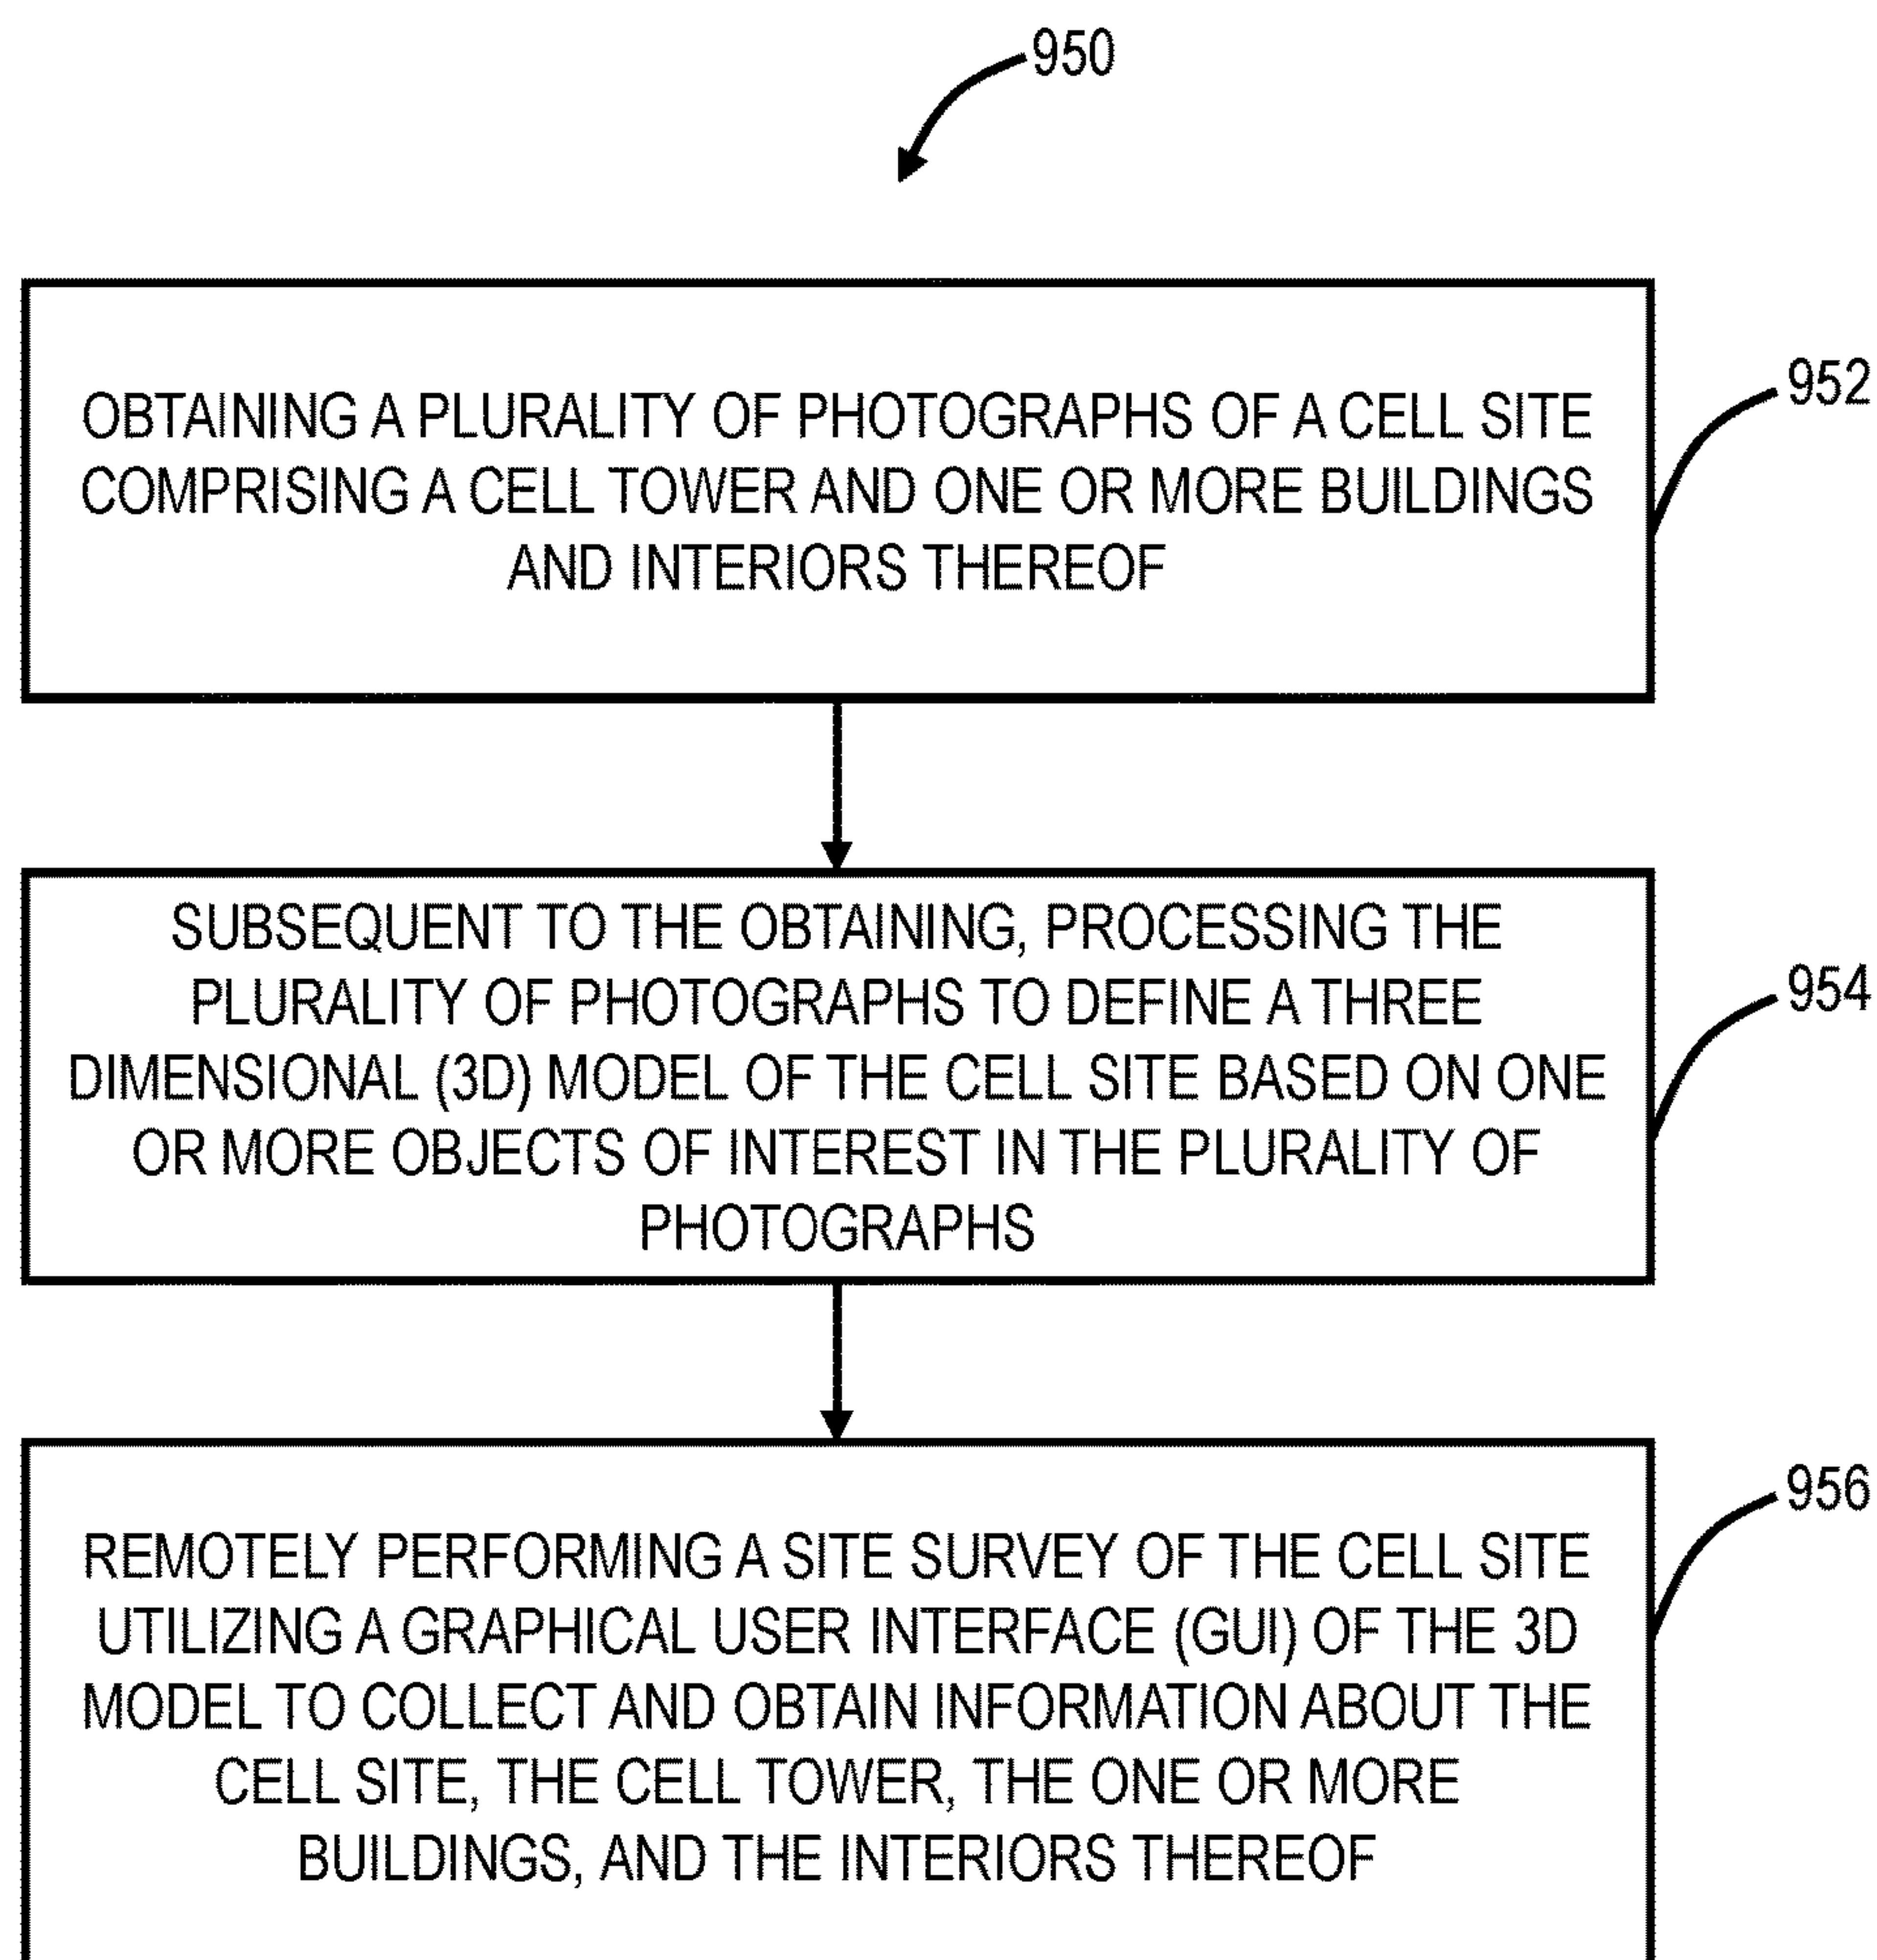 950
OBTAINING A PLURALITY OF PHOTOGRAPHS OF A CELL SITE
COMPRISING A CELL TOWER AND ONE OR MORE BUILDINGS
AND INTERIORS THEREOF
952
SUBSEQUENT TO THE OBTAINING, PROCESSING THE
PLURALITY OF PHOTOGRAPHS TO DEFINE A THREE
DIMENSIONAL (3D) MODEL OF THE CELL SITE BASED ON ONE
OR MORE OBJECTS OF INTEREST IN THE PLURALITY OF
PHOTOGRAPHS
954
REMOTELY PERFORMING A SITE SURVEY OF THE CELL SITE
UTILIZING A GRAPHICAL USER INTERFACE (GUI) OF THE 3D
MODEL TO COLLECT AND OBTAIN INFORMATION ABOUT THE
CELL SITE, THE CELL TOWER, THE ONE OR MORE
BUILDINGS, AND THE INTERIORS THEREOF
956